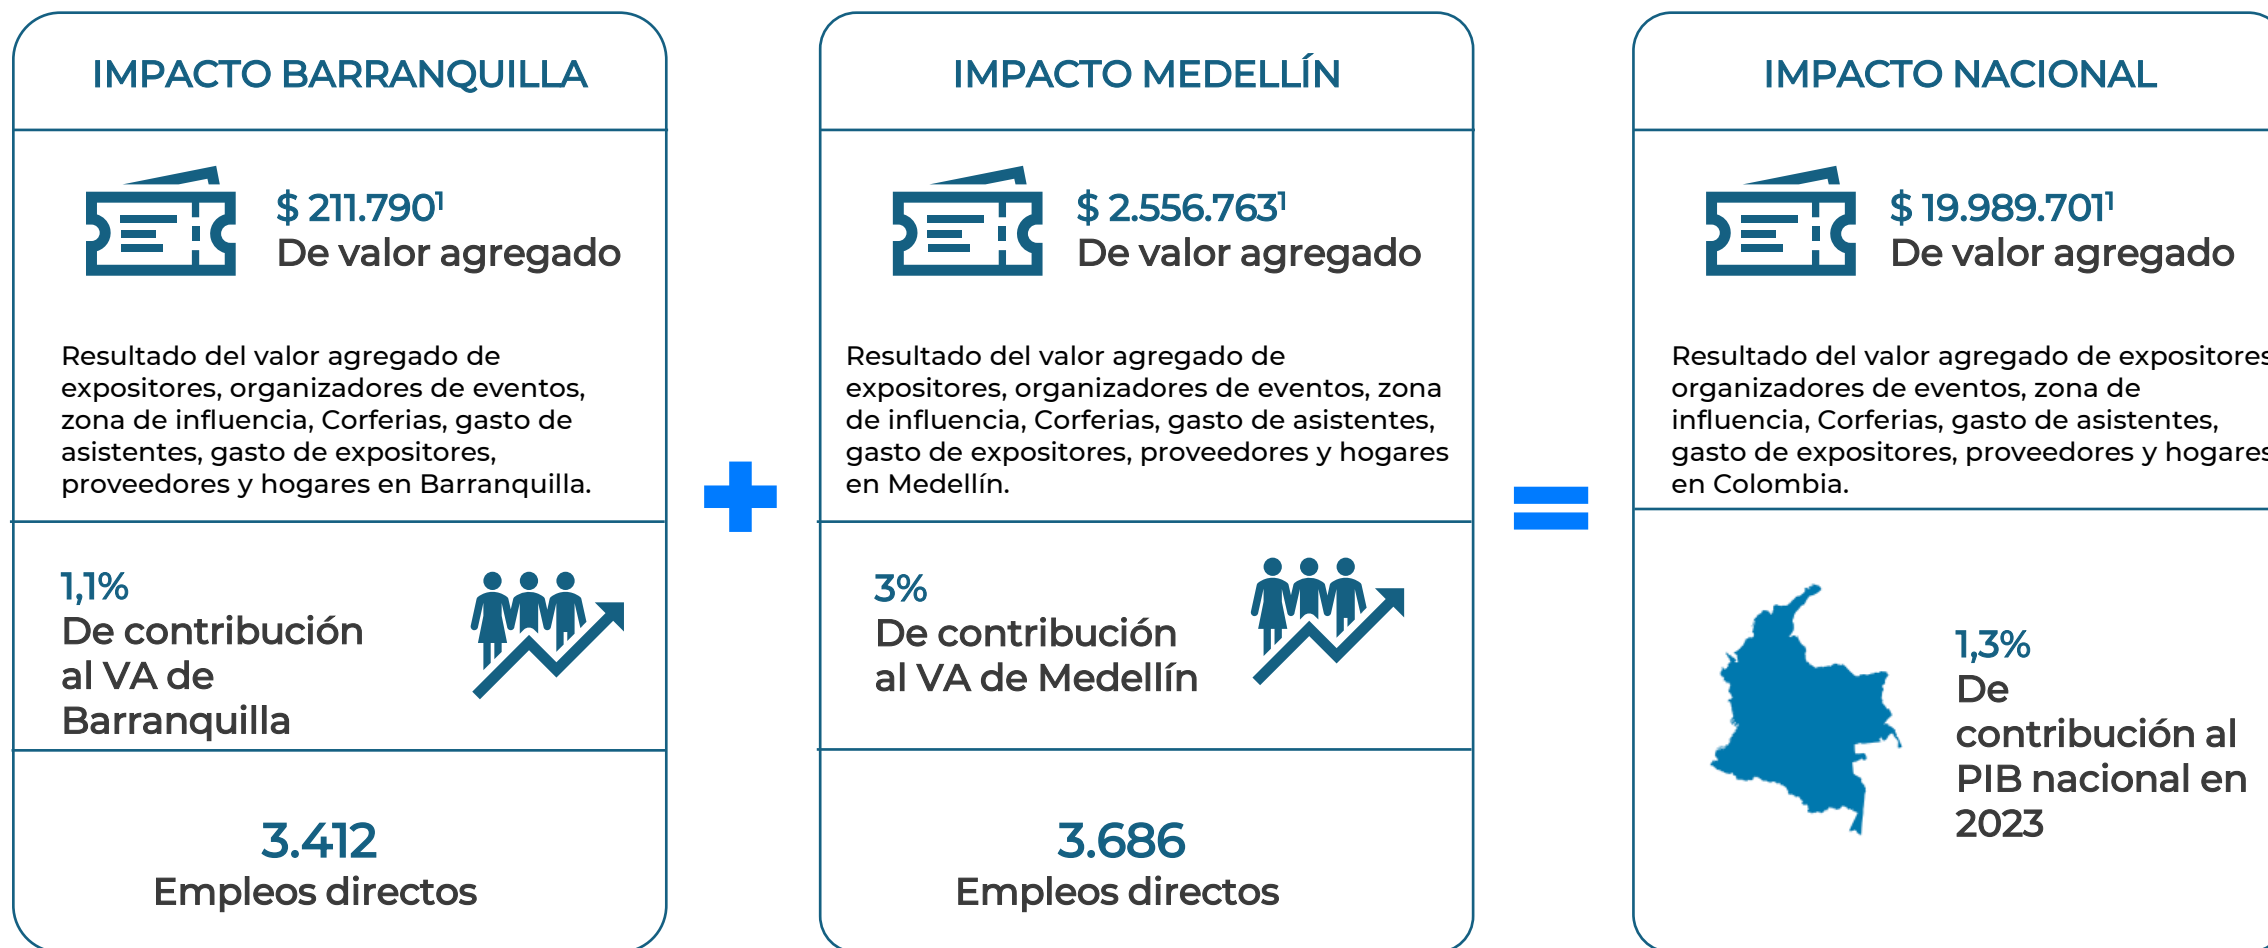 IMPACTO BARRANQUILLA
$ 211.790¹
De valor agregado
Resultado del valor agregado de
expositores, organizadores de eventos,
zona de influencia, Corferias, gasto de
asistentes, gasto de expositores,
proveedores y hogares en Barranquilla.
1,1%
De contribución
al VA de
Barranquilla
3.412
Empleos directos
+
IMPACTO MEDELLÍN
$ 2.556.763¹
De valor agregado
Resultado del valor agregado de
expositores, organizadores de eventos, zona
de influencia, Corferias, gasto de asistentes,
gasto de expositores, proveedores y hogares
en Medellín.
3%
De contribución
al VA de Medellín
3.686
Empleos directos
=
IMPACTO NACIONAL
$ 19.989.701¹
De valor agregado
Resultado del valor agregado de expositores
organizadores de eventos, zona de
influencia, Corferias, gasto de asistentes,
gasto de expositores, proveedores y hogares
en Colombia.
1,3%
De
contribución al
PIB nacional en
2023